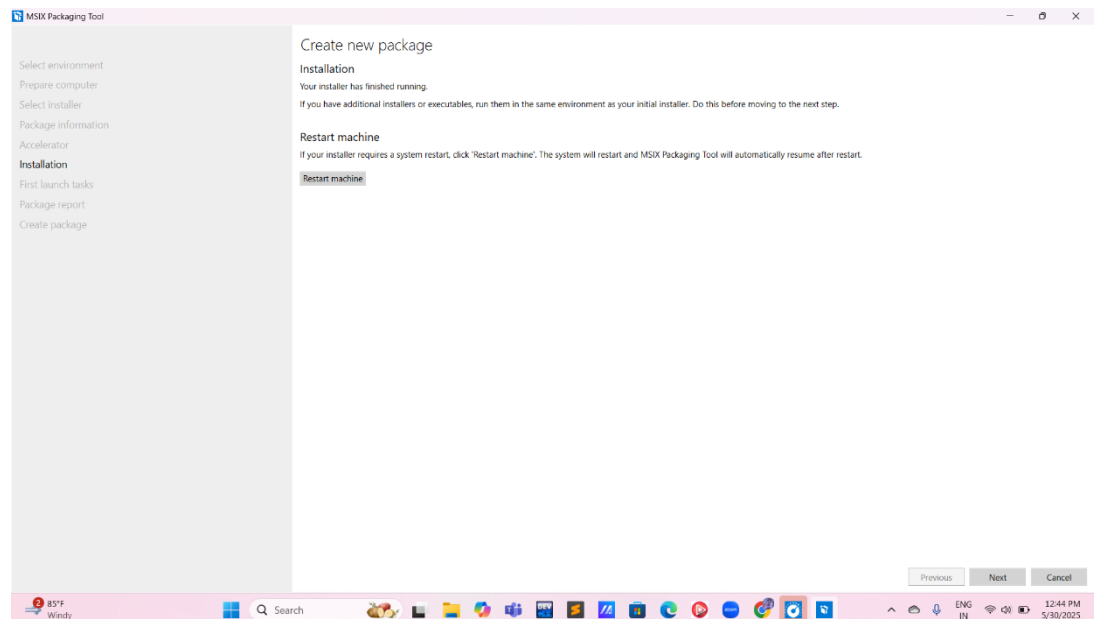 MSIX Packaging Tool
Select environment
Prepare computer
Select installer
Package information
Accelerator
Installation
First launch tasks
Package report
Create package
Create new package
Installation
Your installer has finished running.
If you have additional installers or executables, run them in the same environment as your initial installer. Do this before moving to the next step.
Restart machine
If your installer requires a system restart, click 'Restart machine'. The system will restart and MSIX Packaging Tool will automatically resume after restart.
Restart machine
Previous
Next
Cancel
2
85°F
Windy
Search
DEV
ENG
IN
12:44 PM
5/30/2025